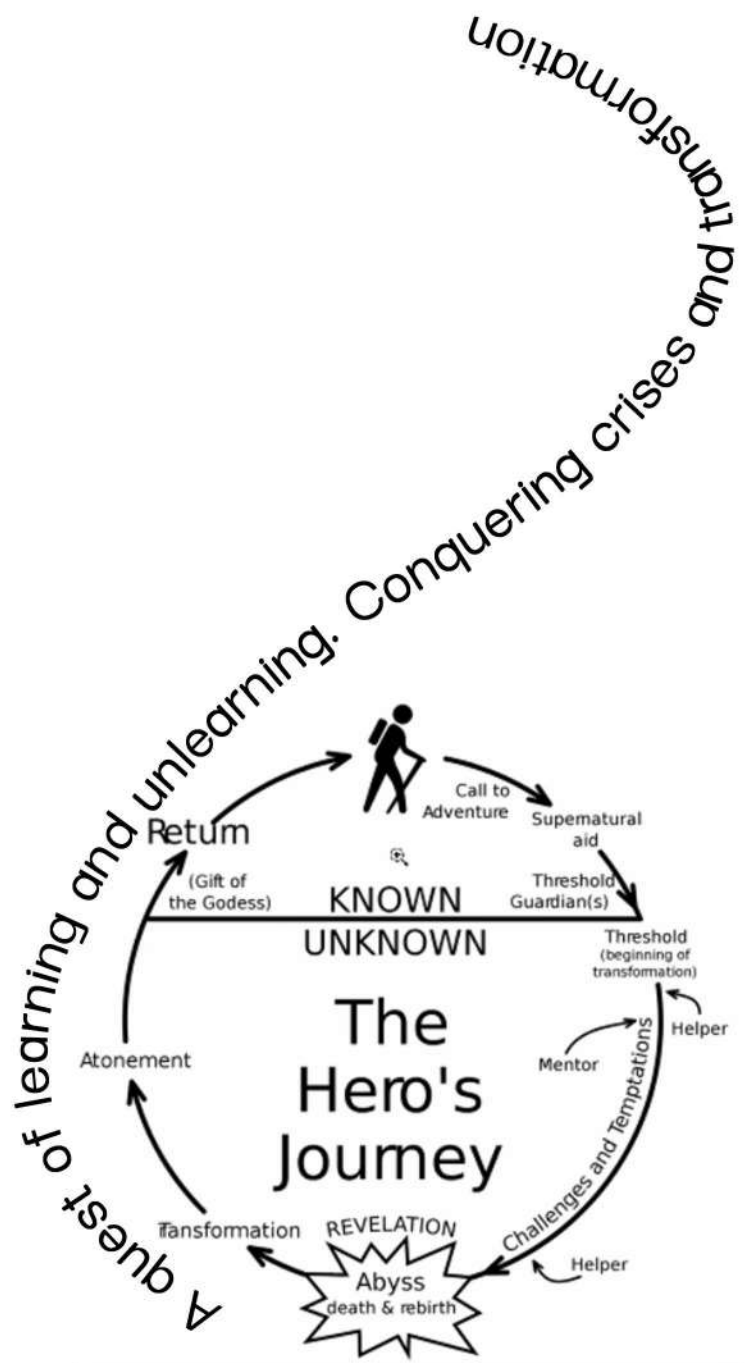 A quest of learning and unlearning. Conquering crises and transformation
Call to
Adventure
Supernatural
aid
Return
(Gift of
the Godess)
KNOWN
Threshold
Guardian(s)
UNKNOWN
Threshold
(beginning of
transformation)
Helper
Mentor
The
Hero's
Journey
Challenges and Temptations
Atonement
Tansformation
REVELATION
Abyss
death & rebirth
Helper